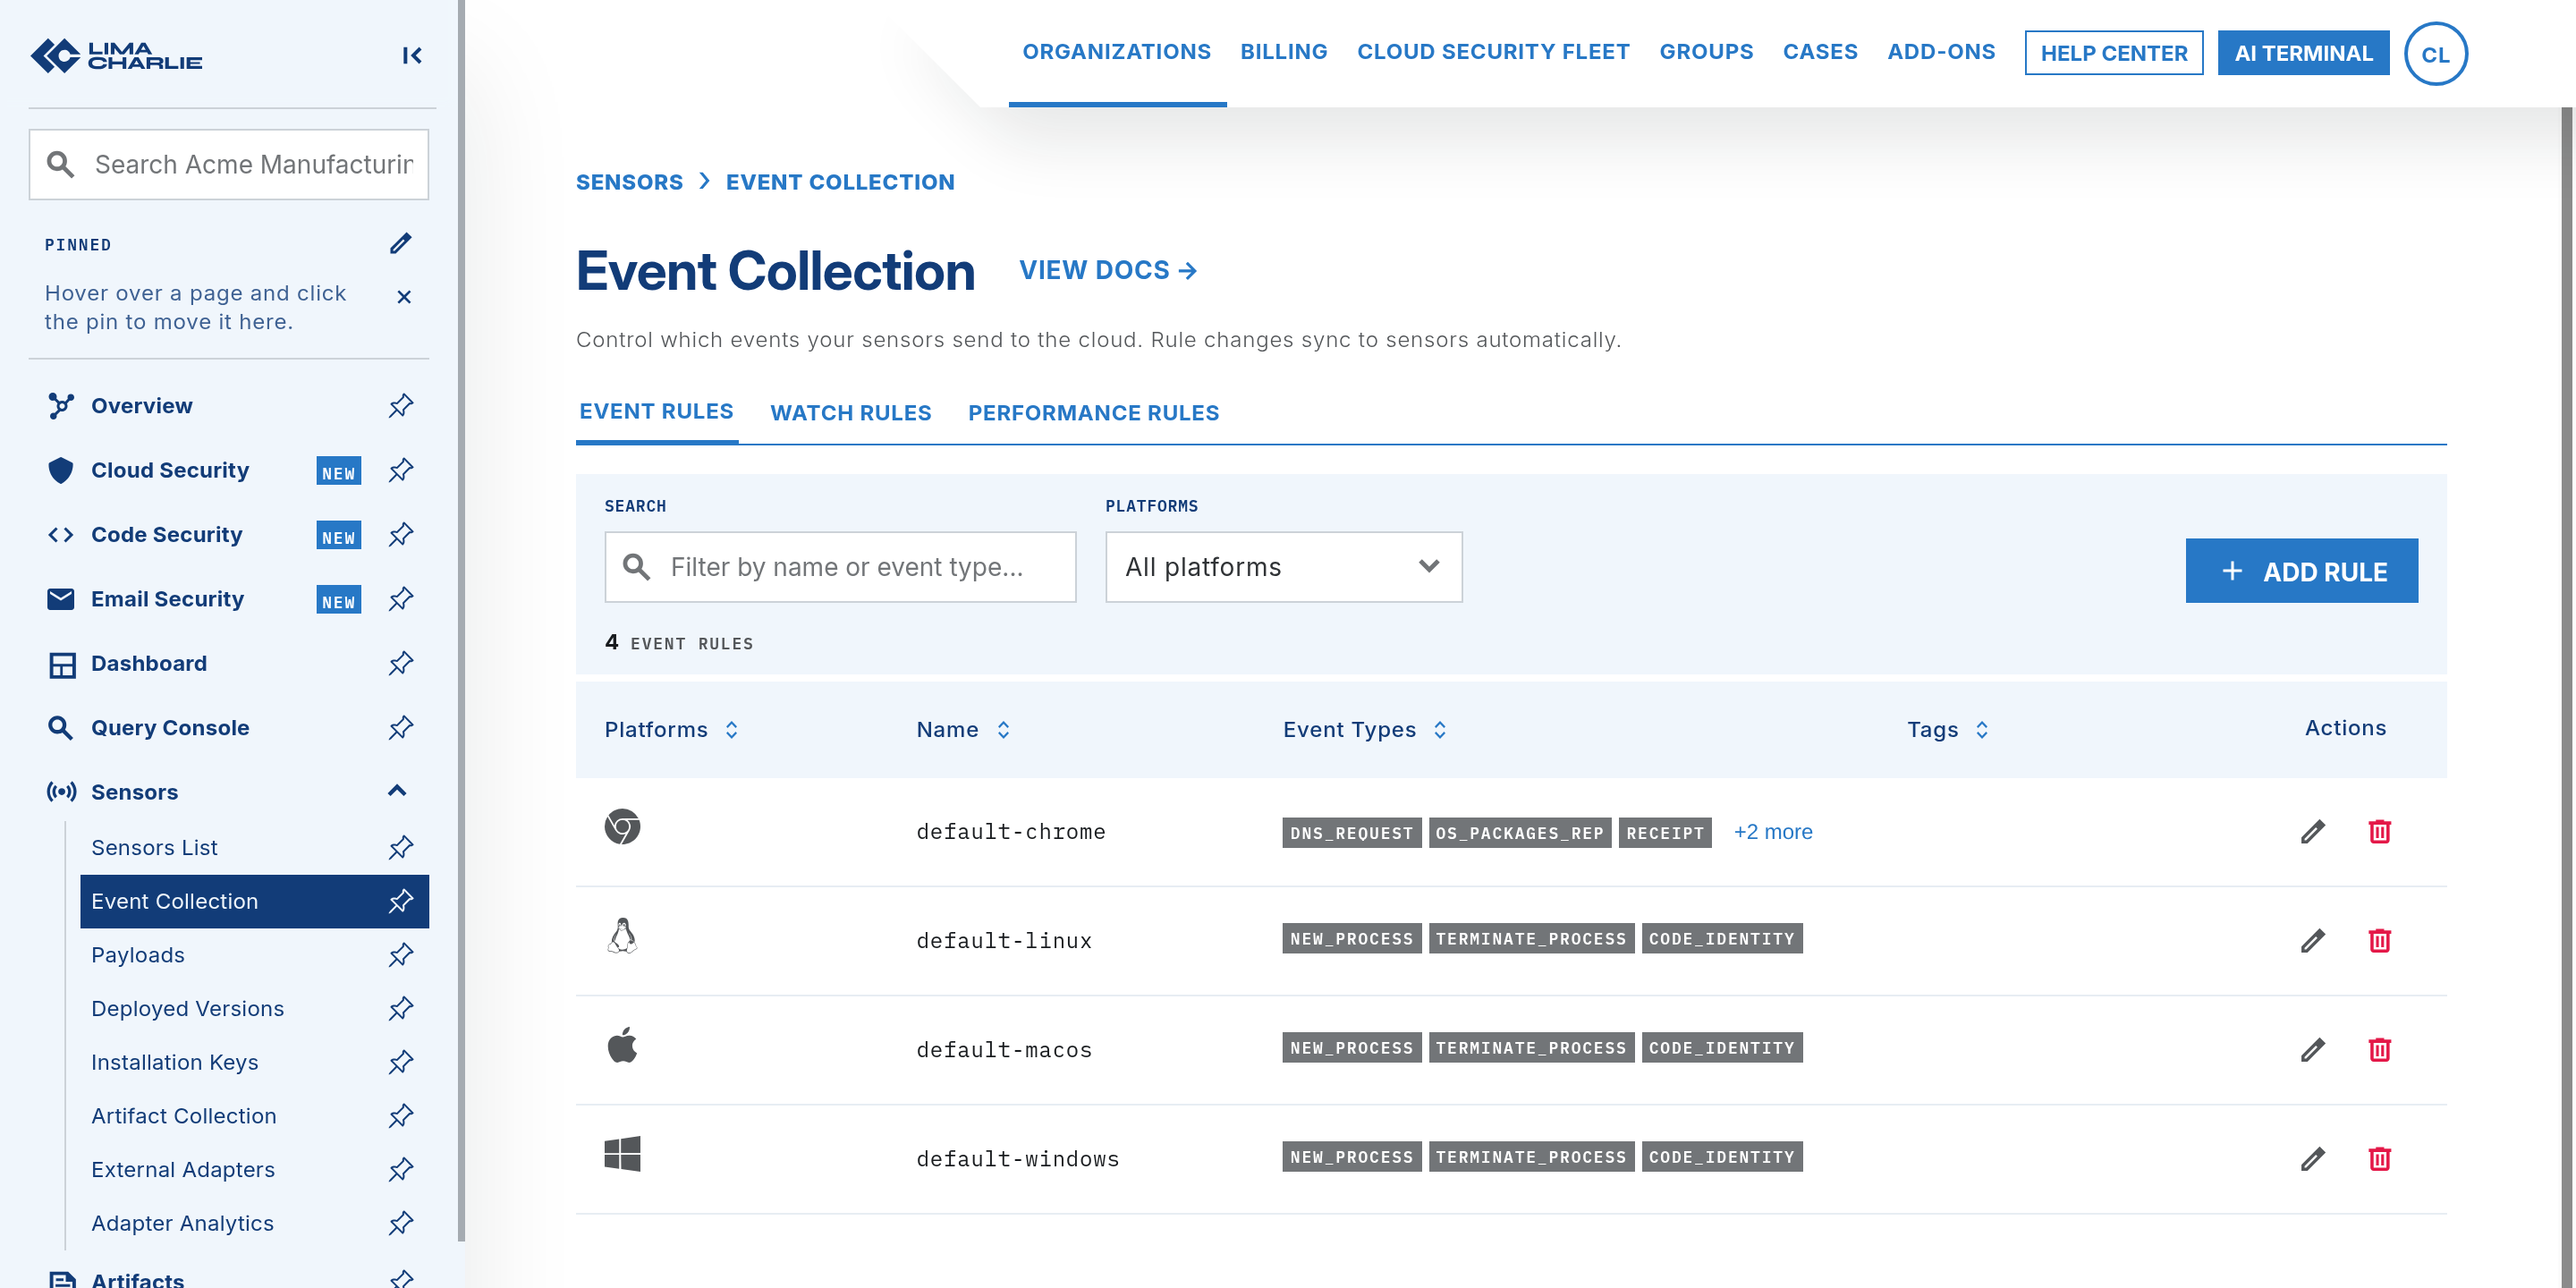 LIMA CHARLIE
ORGANIZATIONS BILLING CLOUD SECURITY FLEET GROUPS CASES ADD-ONS HELP CENTER AI TERMINAL CL
Search Acme Manufacturin
PINNED
Hover over a page and click
the pin to move it here.
Overview
Cloud Security NEW
Code Security NEW
Email Security NEW
Dashboard
Query Console
Sensors
Sensors List
Event Collection
Payloads
Deployed Versions
Installation Keys
Artifact Collection
External Adapters
Adapter Analytics
Artifacts
SENSORS > EVENT COLLECTION
Event Collection VIEW DOCS →
Control which events your sensors send to the cloud. Rule changes sync to sensors automatically.
EVENT RULES WATCH RULES PERFORMANCE RULES
SEARCH PLATFORMS
Filter by name or event type... All platforms + ADD RULE
4 EVENT RULES
Platforms Name Event Types Tags Actions
default-chrome DNS_REQUEST OS_PACKAGES_REP RECEIPT +2 more
default-linux NEW_PROCESS TERMINATE_PROCESS CODE_IDENTITY
default-macos NEW_PROCESS TERMINATE_PROCESS CODE_IDENTITY
default-windows NEW_PROCESS TERMINATE_PROCESS CODE_IDENTITY